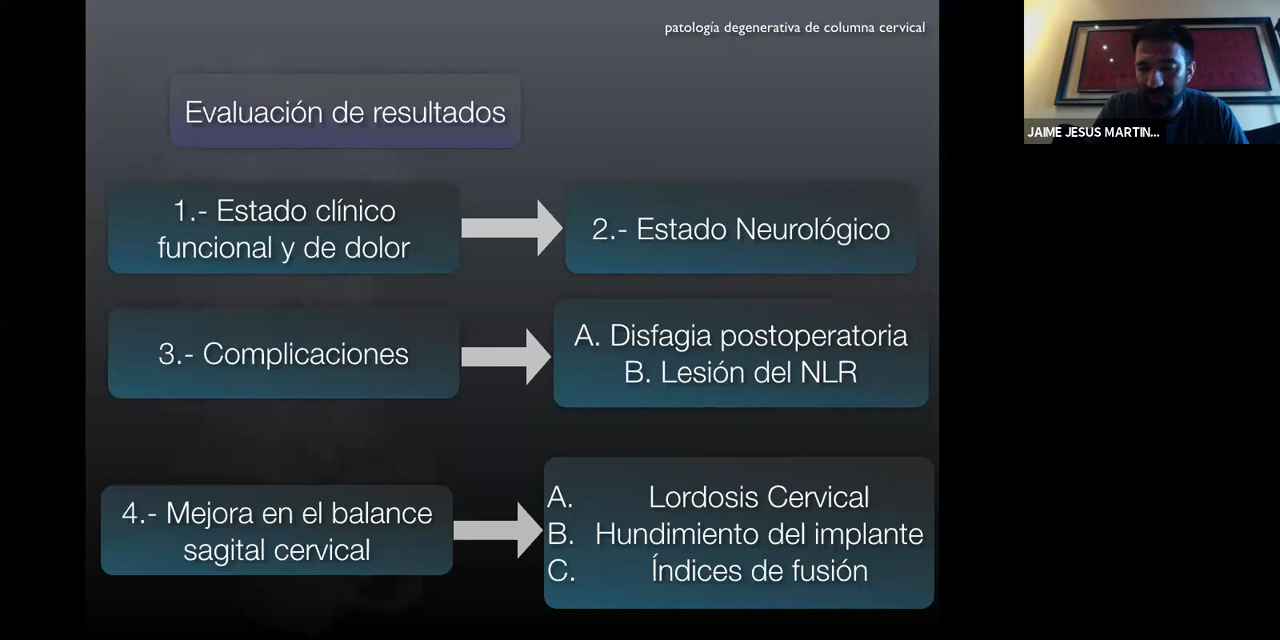 patología degenerativa de columna cervical
JAIME JESUS MARTIN...
Evaluación de resultados
1.- Estado clínico
funcional y de dolor
2.- Estado Neurológico
3.- Complicaciones
A. Disfagia postoperatoria
B. Lesión del NLR
4.- Mejora en el balance
sagital cervical
A. Lordosis Cervical
B. Hundimiento del implante
C. Índices de fusión